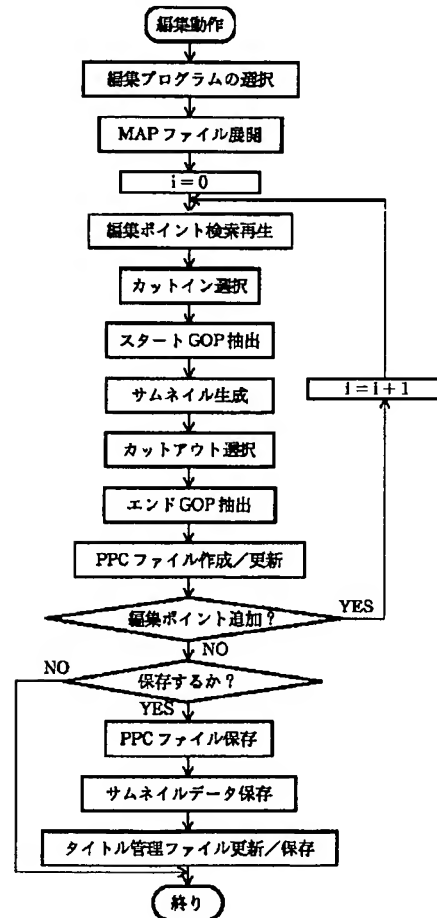 編集動作
編集プログラムの選択
MAPファイル展開
i=0
編集ポイント検索再生
カットイン選択
スタートGOP抽出
サムネイル生成
i=i+1
カットアウト選択
エンドGOP抽出
PPCファイル作成/更新
編集ポイント追加?
YES
NO
保存するか?
NO
YES
PPCファイル保存
サムネイルデータ保存
タイトル管理ファイル更新/保存
終り